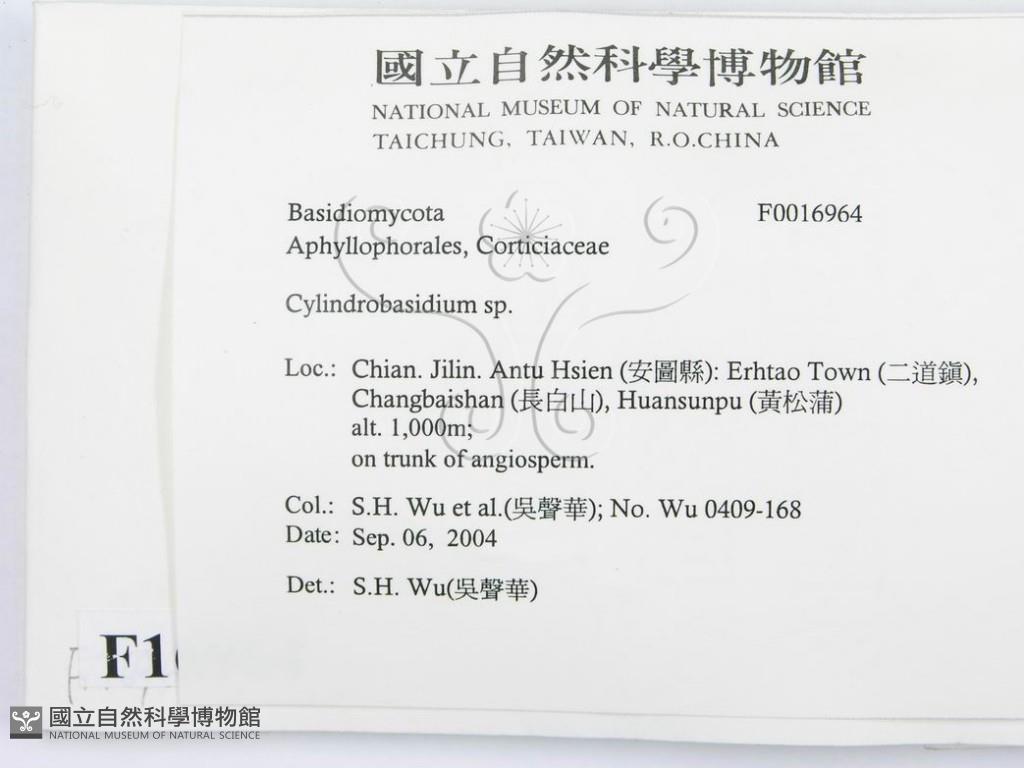 國立自然科學博物館
NATIONAL MUSEUM OF NATURAL SCIENCE
TAICHUNG, TAIWAN, R.O.CHINA
Basidiomycota F0016964
Aphyllophorales, Corticiaceae
Cylindrobasidium sp.
Loc.: Chian. Jilin. Antu Hsien (安圖縣): Erhtao Town (二道鎭),
Changbaishan (長白山), Huansunpu (黃松蒲)
alt. 1,000m;
on trunk of angiosperm.
Col.: S.H. Wu et al.(吳聲華); No. Wu 0409-168
Date: Sep. 06, 2004
Det.: S.H. Wu(吳聲華)
F1
國立自然科學博物館
NATIONAL MUSEUM OF NATURAL SCIENCE